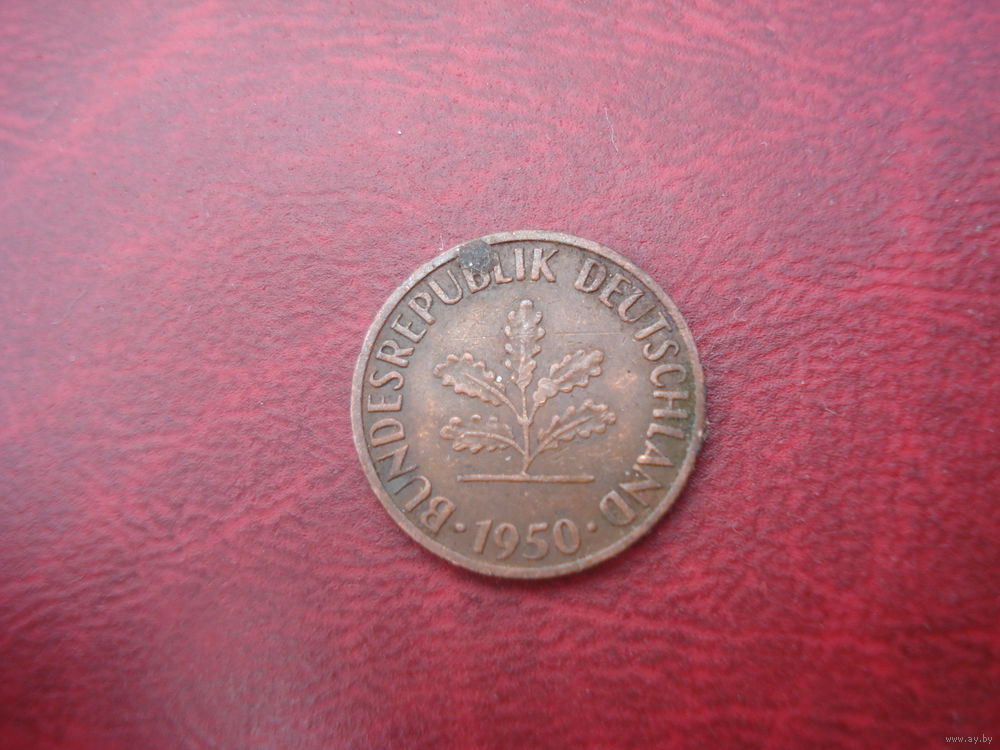 BUNDESREPUBLIK DEUTSCHLAND
· 1950 ·
www.ay.by